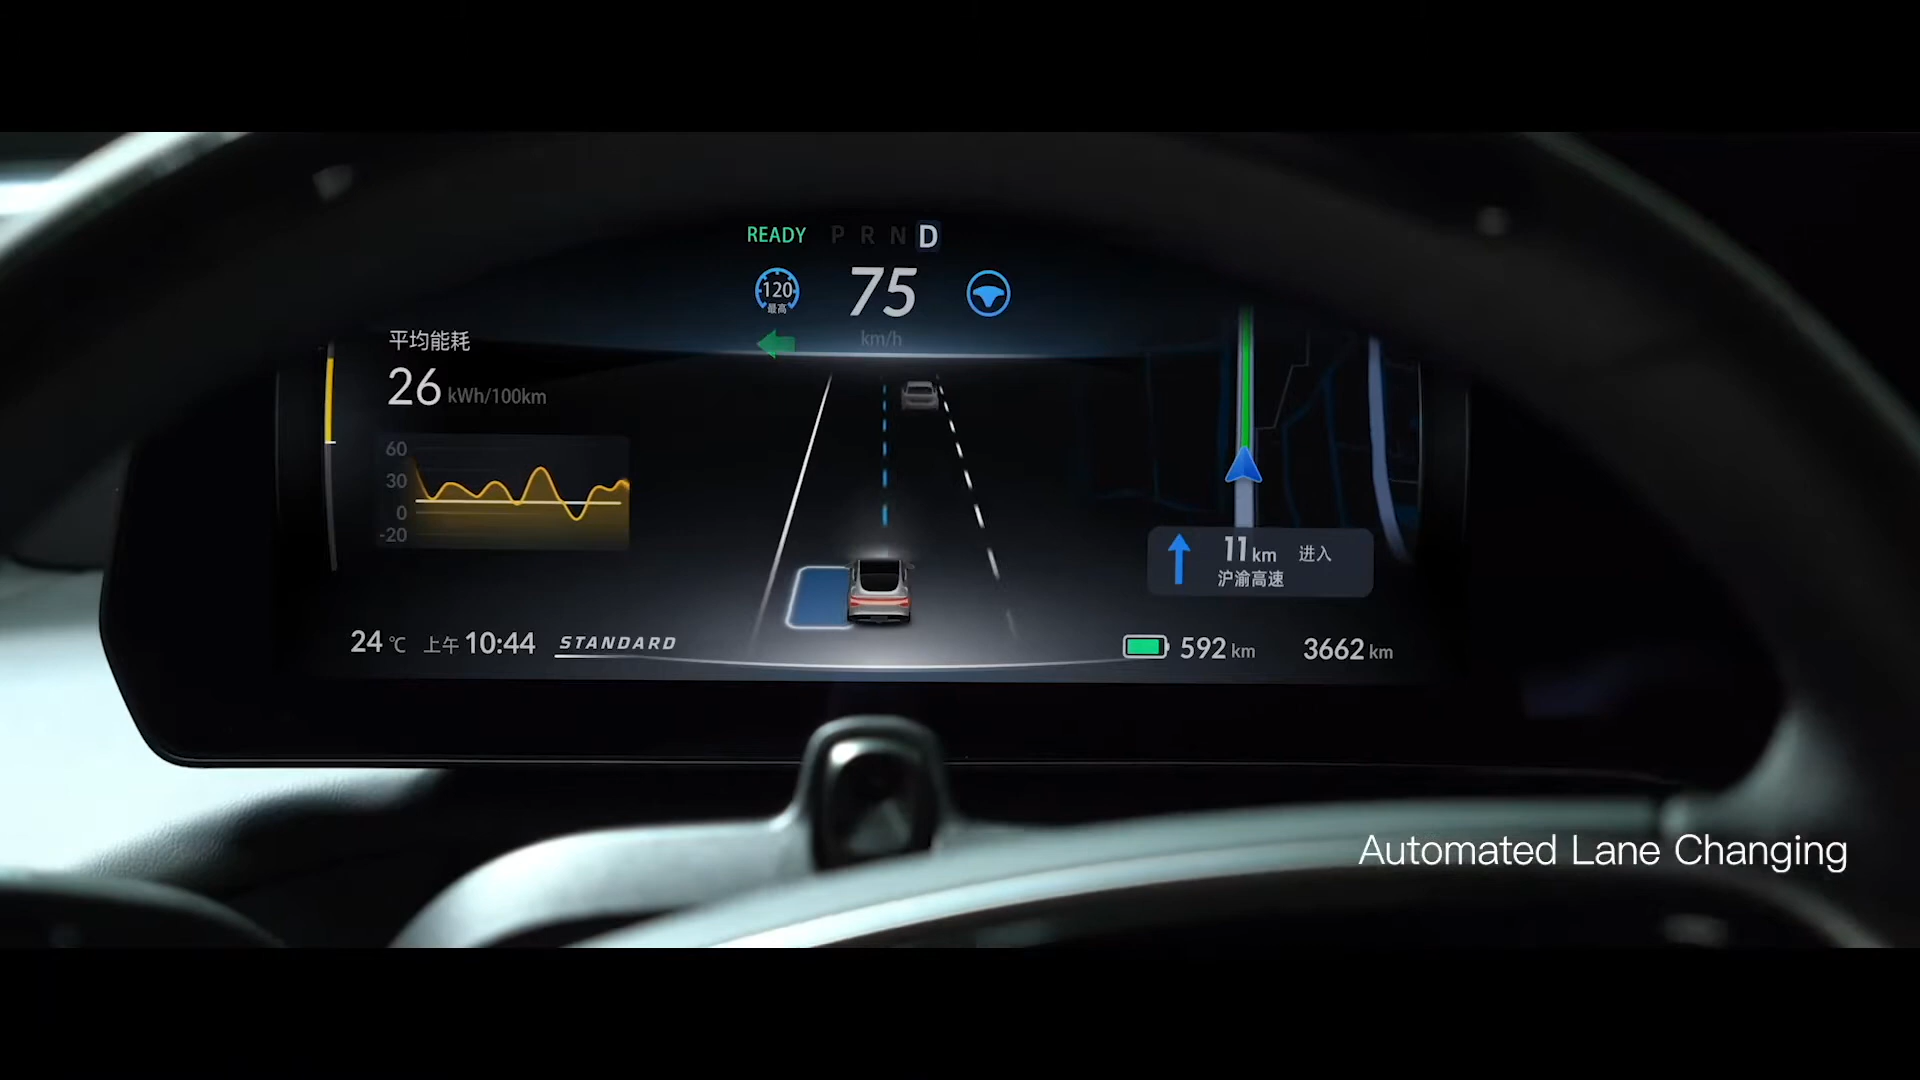 READY P R N D
120
最高
75
km/h
平均能耗
26 kWh/100km
60
30
0
-20
11 km 进入
沪渝高速
24 ℃ 上午 10:44 STANDARD
592 km 3662 km
Automated Lane Changing